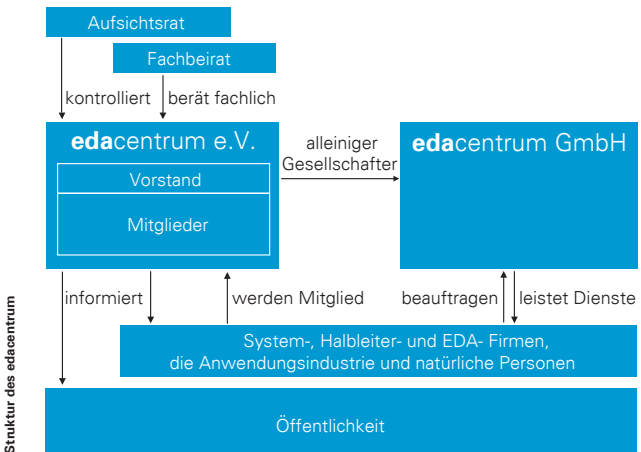 Aufsichtsrat
Fachbeirat
kontrolliert
berät fachlich
edacentrum e.V.
Vorstand
Mitglieder
alleiniger
Gesellschafter
edacentrum GmbH
informiert
werden Mitglied
beauftragen
leistet Dienste
System-, Halbleiter- und EDA- Firmen,
die Anwendungsindustrie und natürliche Personen
Öffentlichkeit
Struktur des edacentrum